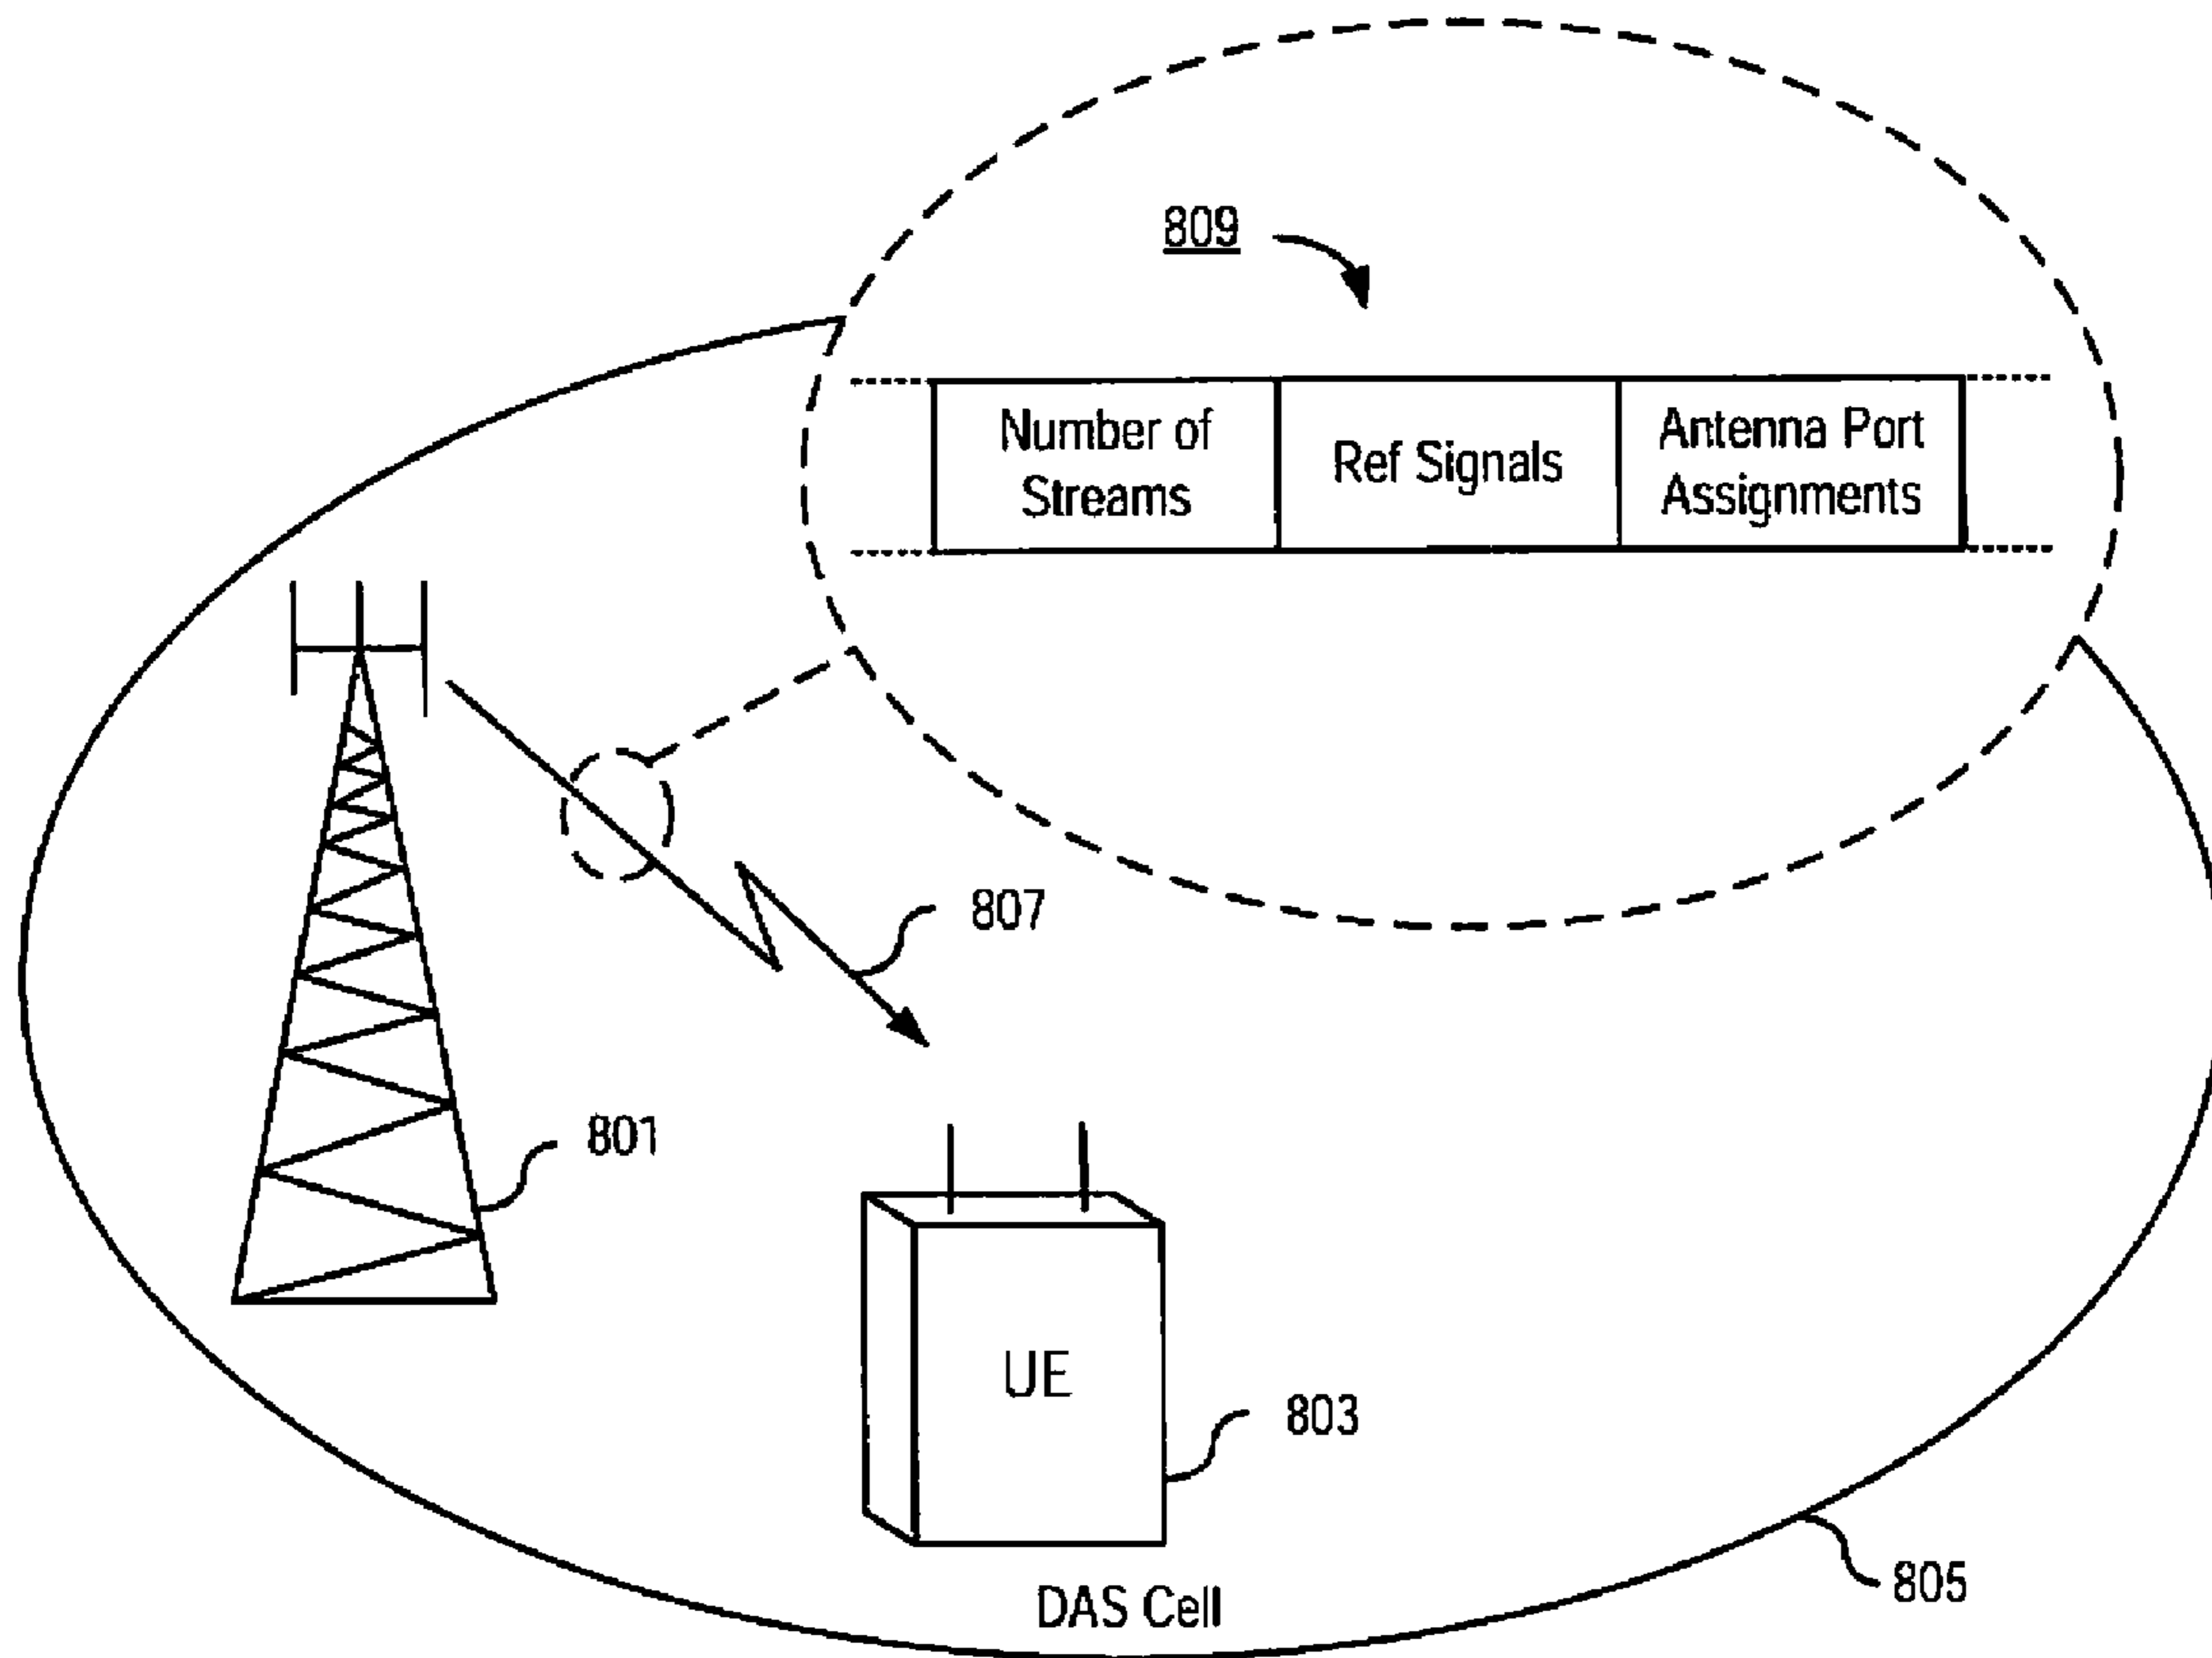 809
Number of
Streams
Ref Signals
Antenna Port
Assignments
807
801
UE
803
805
DAS Cell